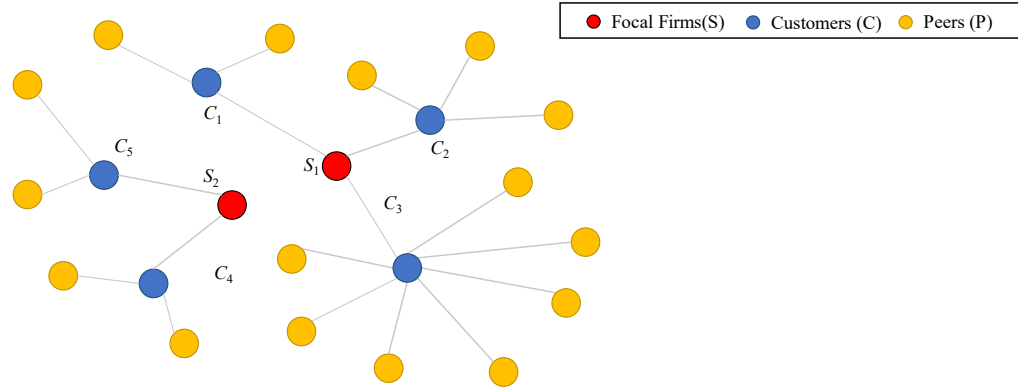 Focal Firms(S) Customers (C) Peers (P)
C1
C2
C5
S1
S2
C3
C4